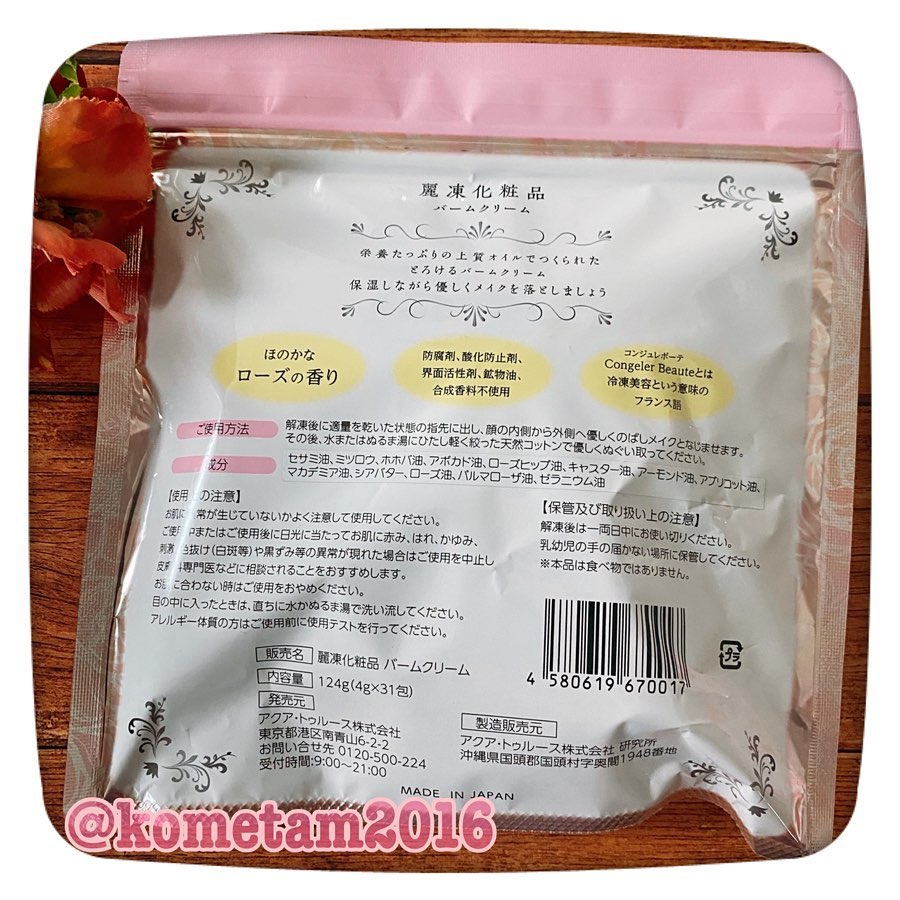 麗凍化粧品
バームクリーム
栄養たっぷりの上質オイルでつくられた
とろけるバームクリーム
保湿しながら優しくメイクを落としましょう
ほのかな
ローズの香り
防腐剤、酸化防止剤、
界面活性剤、鉱物油、
合成香料不使用
コンジュレボーテ
Congeler Beauteとは
冷凍美容という意味の
フランス語
ご使用方法
解凍後に適量を乾いた状態の指先に出し、顔の内側から外側へ優しくのばしメイクとなじませます。
その後、水またはぬるま湯にひたし軽く絞った天然コットンで優しくぬぐい取ってください。
成分
セサミ油、ミツロウ、ホホバ油、アボカド油、ローズヒップ油、キャスター油、アーモンド油、アプリコット油、
マカデミア油、シアバター、ローズ油、パルマローザ油、ゼラニウム油
【使用上の注意】
お肌に異常が生じていないかよく注意して使用してください。
ご使用中またはご使用後に日光に当たってお肌に赤み、はれ、かゆみ、
刺激、色抜け(白斑等)や黒ずみ等の異常が現れた場合はご使用を中止し
皮膚科専門医などに相談されることをおすすめします。
お肌に合わない時はご使用をおやめください。
目の中に入ったときは、直ちに水かぬるま湯で洗い流してください。
アレルギー体質の方はご使用前に使用テストを行ってください。
【保管及び取り扱い上の注意】
解凍後は一両日中にお使い切りください。
乳幼児の手の届かない場所に保管してください。
※本品は食べ物ではありません。
4 580619 670017
プラ
販売名 麗凍化粧品 バームクリーム
内容量 124g(4g×31包)
発売元
アクア・トゥルース株式会社
東京都港区南青山6-2-2
お問い合せ先 0120-500-224
受付時間9:00～21:00
製造販売元
アクア・トゥルース株式会社 研究所
沖縄県国頭郡国頭村字奥間1948番地
MADE IN JAPAN
@kometam2016